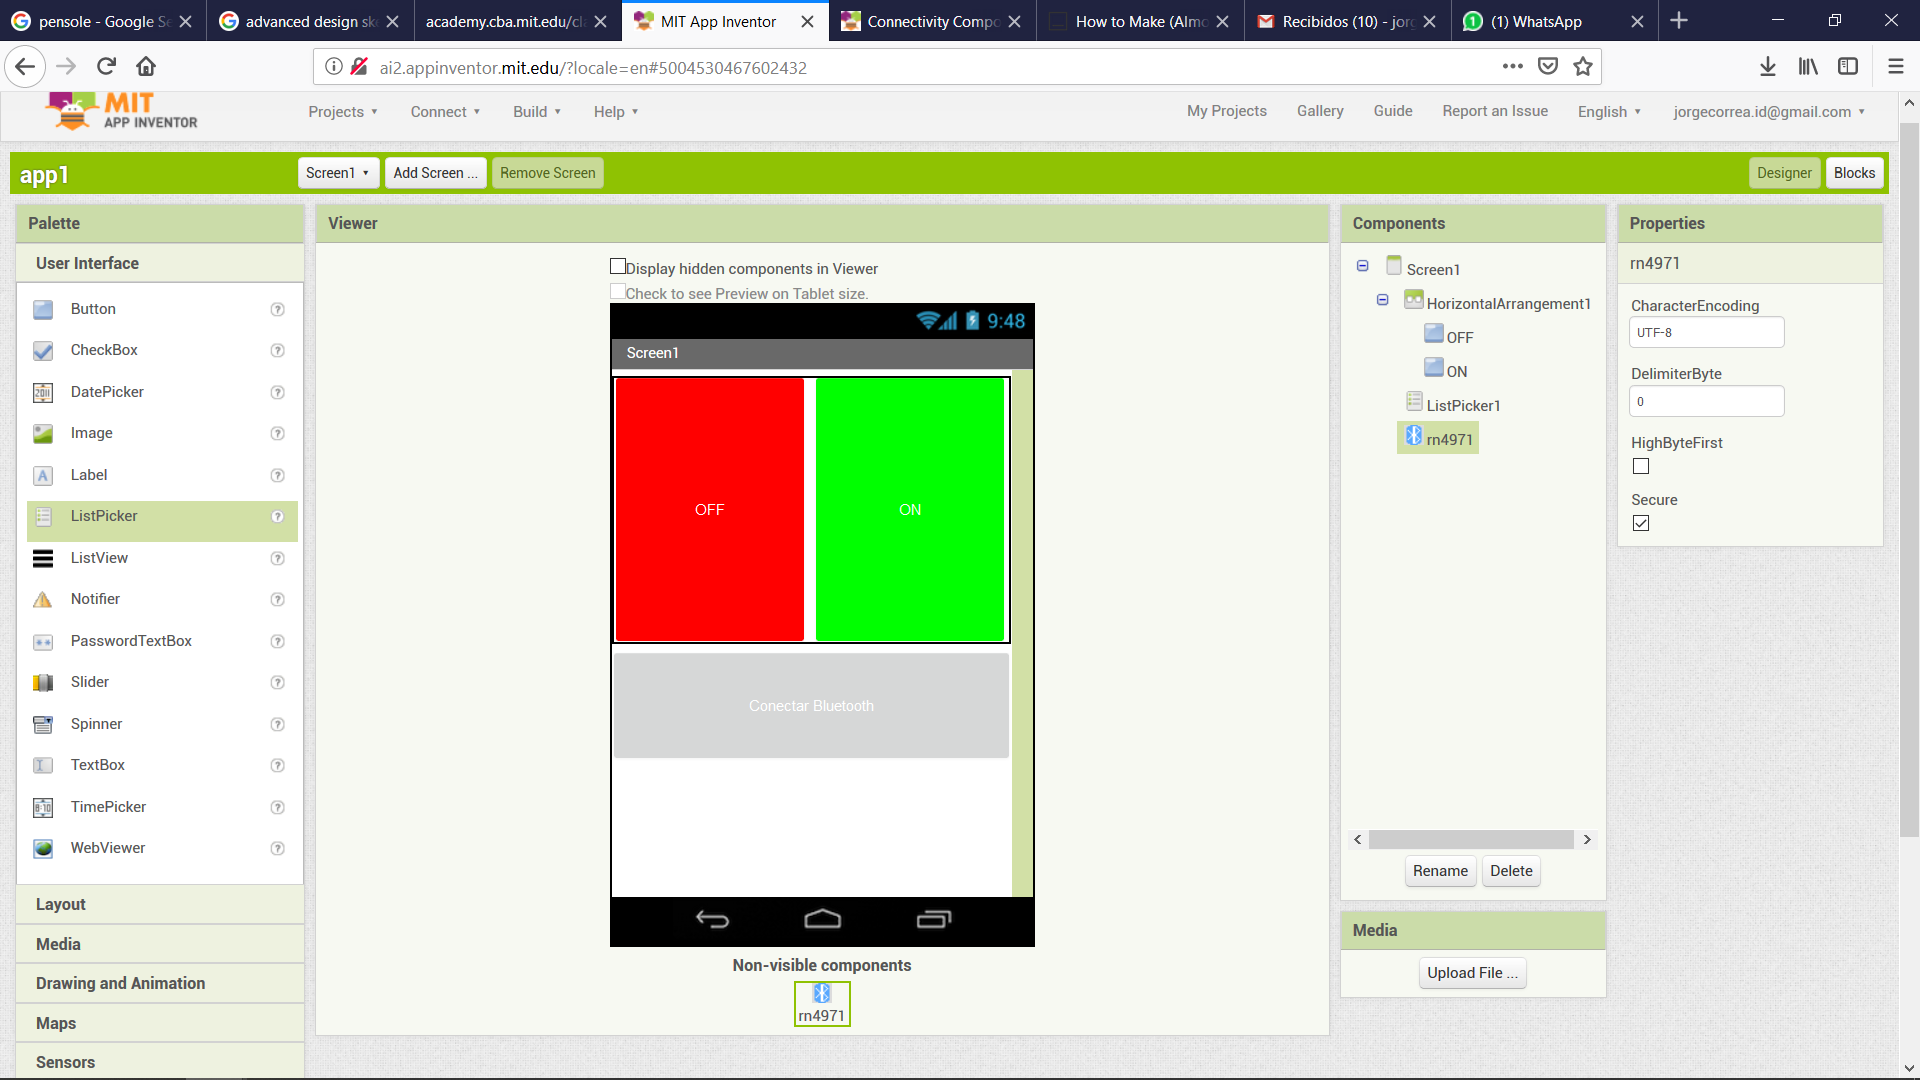 pensole - Google Se
advanced design ske
academy.cba.mit.edu/cla
MIT App Inventor
Connectivity Compo
How to Make (Almo
Recibidos (10) - jorg
(1) WhatsApp
ai2.appinventor.mit.edu/?locale=en#5004530467602432
MIT
APP INVENTOR
Projects
Connect
Build
Help
My Projects
Gallery
Guide
Report an Issue
English
jorgecorrea.id@gmail.com
app1
Screen1
Add Screen ...
Remove Screen
Designer
Blocks
Palette
User Interface
Button ?
CheckBox ?
DatePicker ?
Image ?
Label ?
ListPicker ?
ListView ?
Notifier ?
PasswordTextBox ?
Slider ?
Spinner ?
TextBox ?
TimePicker ?
WebViewer ?
Layout
Media
Drawing and Animation
Maps
Sensors
Viewer
Display hidden components in Viewer
Check to see Preview on Tablet size.
9:48
Screen1
OFF
ON
Conectar Bluetooth
Non-visible components
rn4971
Components
Screen1
HorizontalArrangement1
OFF
ON
ListPicker1
rn4971
Rename
Delete
Media
Upload File ...
Properties
rn4971
CharacterEncoding
UTF-8
DelimiterByte
0
HighByteFirst
Secure